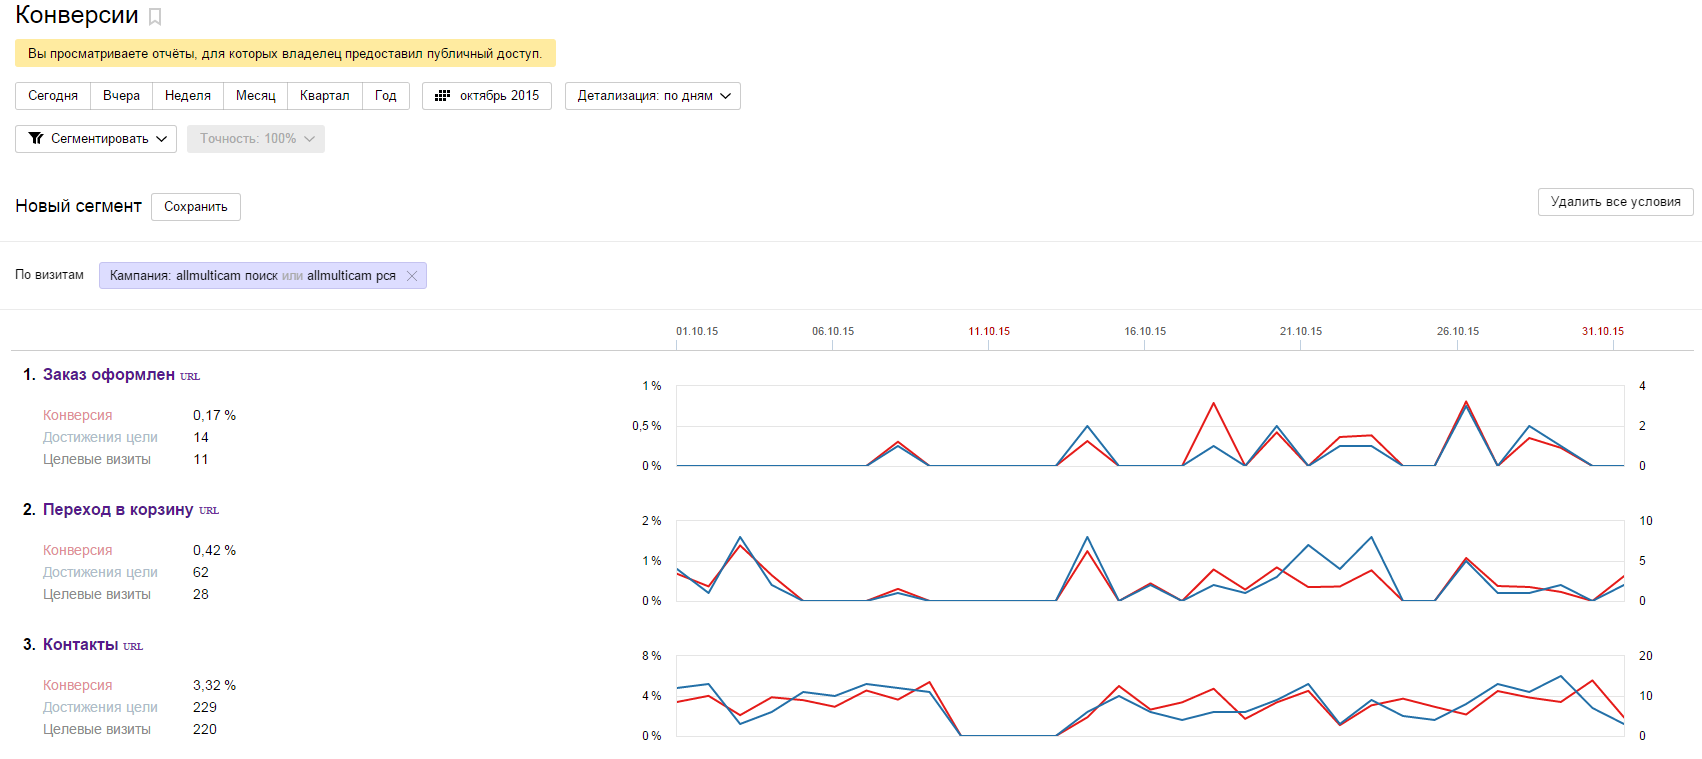 Конверсии
Вы просматриваете отчёты, для которых владелец предоставил публичный доступ.
Сегодня Вчера Неделя Месяц Квартал Год октябрь 2015 Детализация: по дням
Сегментировать Точность: 100%
Новый сегмент Сохранить Удалить все условия
По визитам Кампания: allmulticam поиск или allmulticam рся
01.10.15 06.10.15 11.10.15 16.10.15 21.10.15 26.10.15 31.10.15
1. Заказ оформлен URL
1 % 4
Конверсия 0,17 %
0,5 % 2
Достижения цели 14
Целевые визиты 11
0 % 0
2. Переход в корзину URL
2 % 10
Конверсия 0,42 %
1 % 5
Достижения цели 62
Целевые визиты 28
0 % 0
3. Контакты URL
8 % 20
Конверсия 3,32 %
4 % 10
Достижения цели 229
Целевые визиты 220
0 % 0